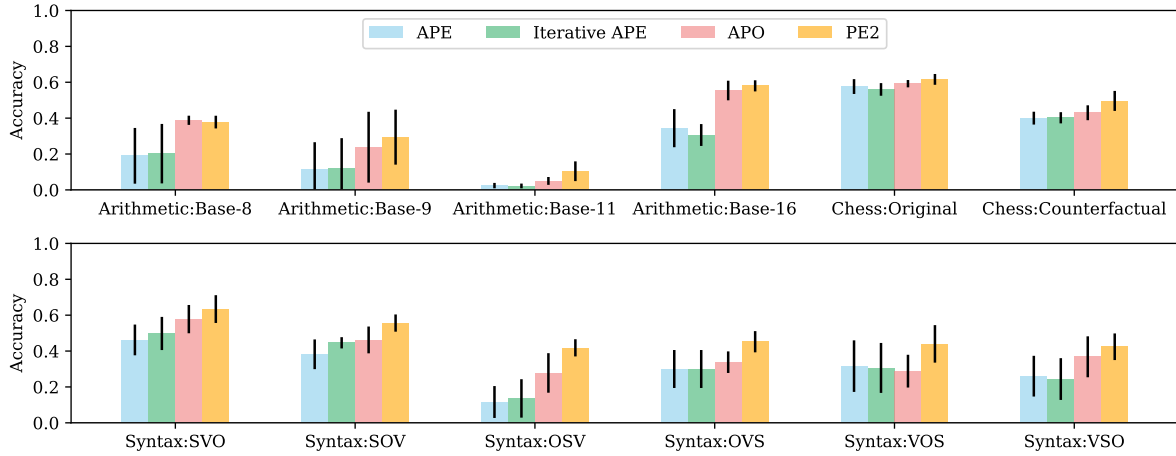 1.0
0.8
0.6
0.4
0.2
0.0
Accuracy
APE Iterative APE APO PE2
Arithmetic:Base-8 Arithmetic:Base-9 Arithmetic:Base-11 Arithmetic:Base-16 Chess:Original Chess:Counterfactual
1.0
0.8
0.6
0.4
0.2
0.0
Accuracy
Syntax:SVO Syntax:SOV Syntax:OSV Syntax:OVS Syntax:VOS Syntax:VSO